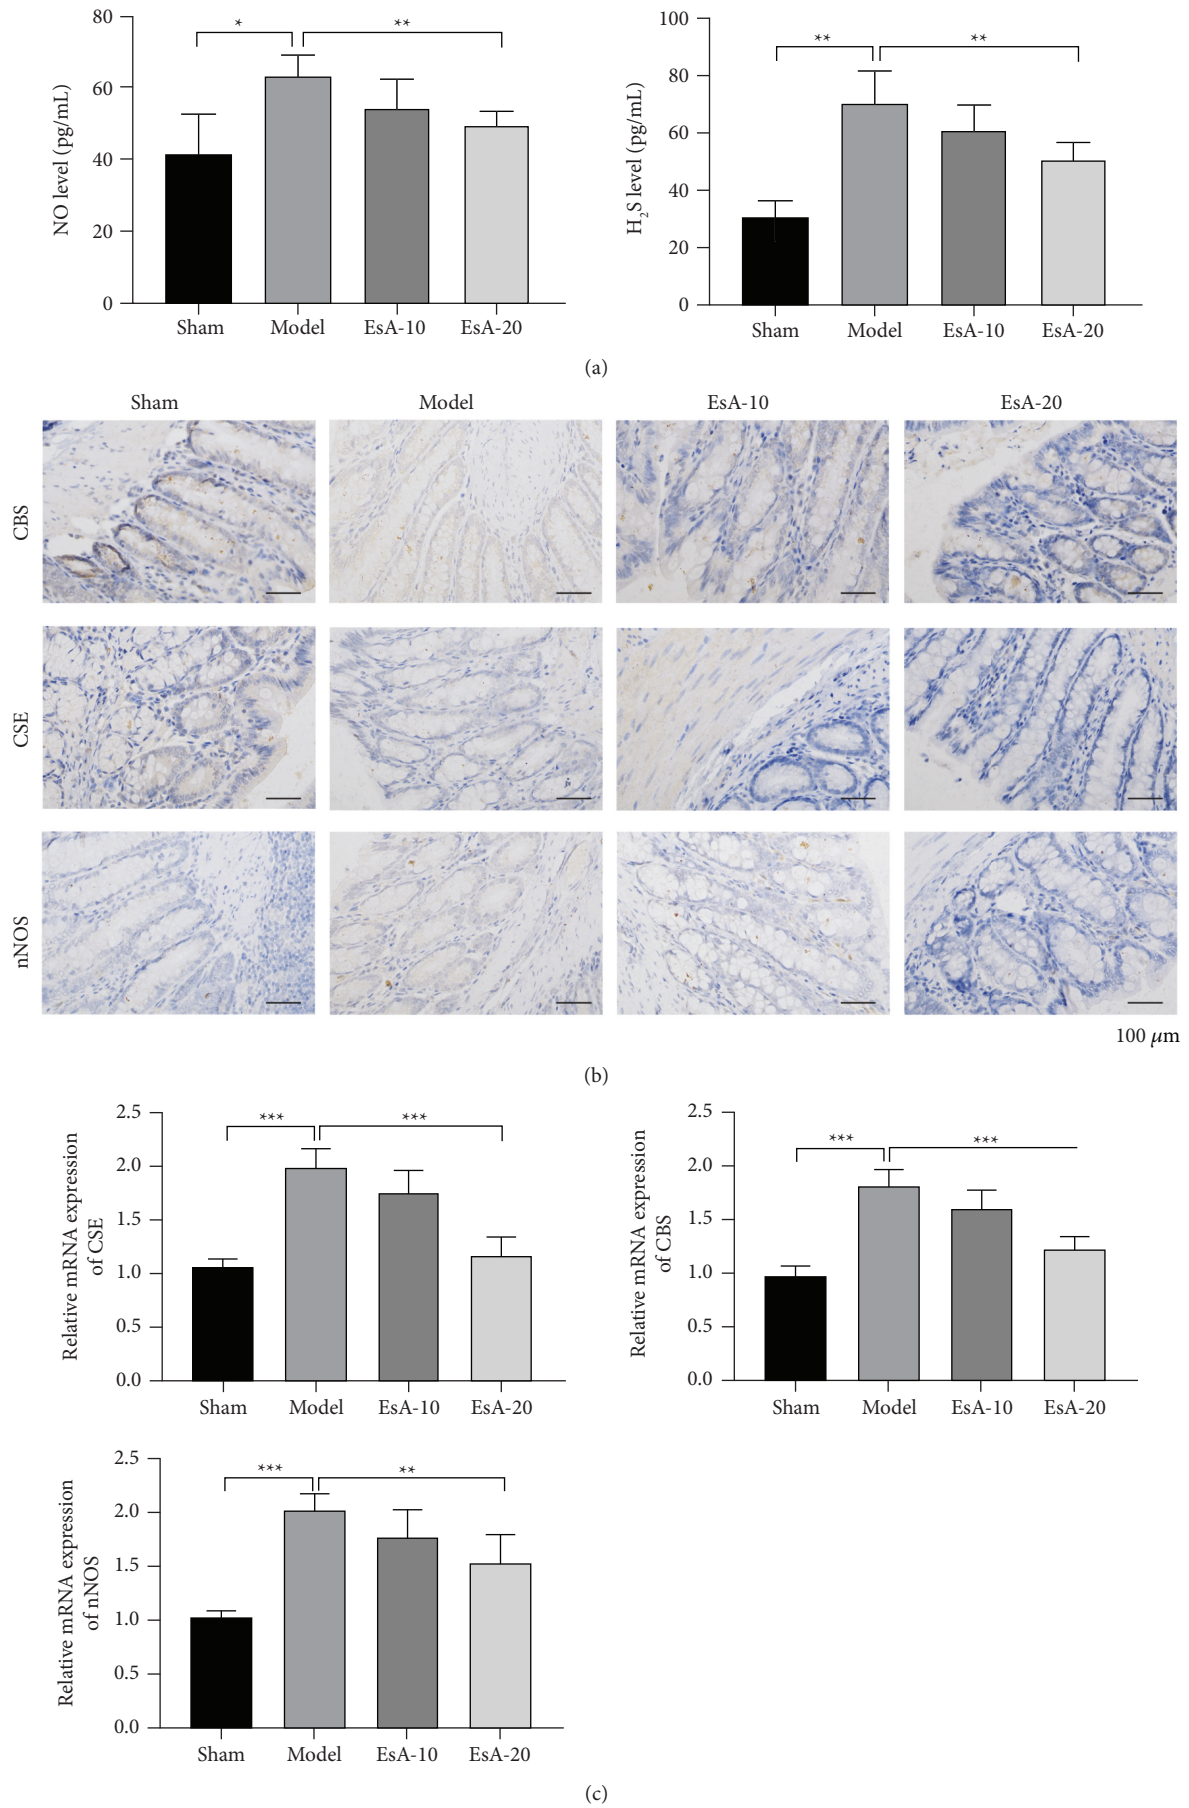 80
60
40
20
0
NO level (pg/mL)
* **
Sham Model EsA-10 EsA-20
100
80
60
40
20
0
H₂S level (pg/mL)
** **
Sham Model EsA-10 EsA-20
(a)
Sham Model EsA-10 EsA-20
CBS
CSE
nNOS
100 μm
(b)
2.5
2.0
1.5
1.0
0.5
0.0
Relative mRNA expression
of CSE
*** ***
Sham Model EsA-10 EsA-20
2.5
2.0
1.5
1.0
0.5
0.0
Relative mRNA expression
of CBS
*** ***
Sham Model EsA-10 EsA-20
2.5
2.0
1.5
1.0
0.5
0.0
Relative mRNA expression
of nNOS
*** **
Sham Model EsA-10 EsA-20
(c)